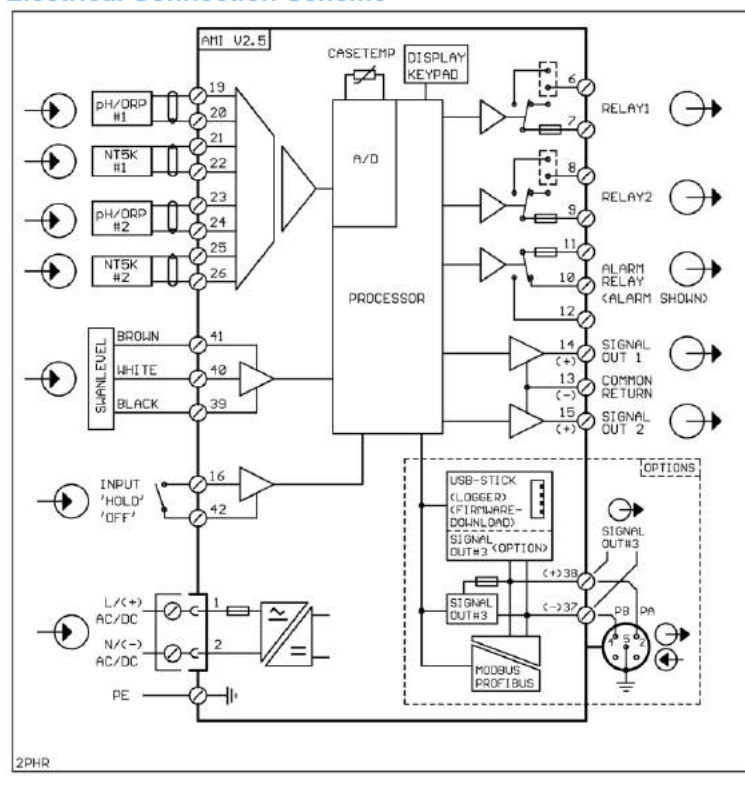 Electrical Connection Scheme
AMI V2.5
CASETEMP
DISPLAY
KEYPAD
pH/ORP
#1
19
20
NT5K
#1
21
22
pH/ORP
#2
23
24
NT5K
#2
25
26
A/D
PROCESSOR
6
7
RELAY1
8
9
RELAY2
11
10
12
ALARM
RELAY
(ALARM SHOWN)
SWANLEVEL
BROWN
41
WHITE
40
BLACK
39
14
(+)
SIGNAL
OUT 1
13
(-)
COMMON
RETURN
15
(+)
SIGNAL
OUT 2
INPUT
'HOLD'
'OFF'
16
42
OPTIONS
USB-STICK
(LOGGER)
(FIRMWARE-
DOWNLOAD)
SIGNAL
OUT#3 (OPTION)
SIGNAL
OUT#3
(+)38
(-)37
SIGNAL
OUT#3
PB PA
4 5 2
MODBUS
PROFIBUS
L/(+)
AC/DC
1
N/(-)
AC/DC
2
PE
2PHR